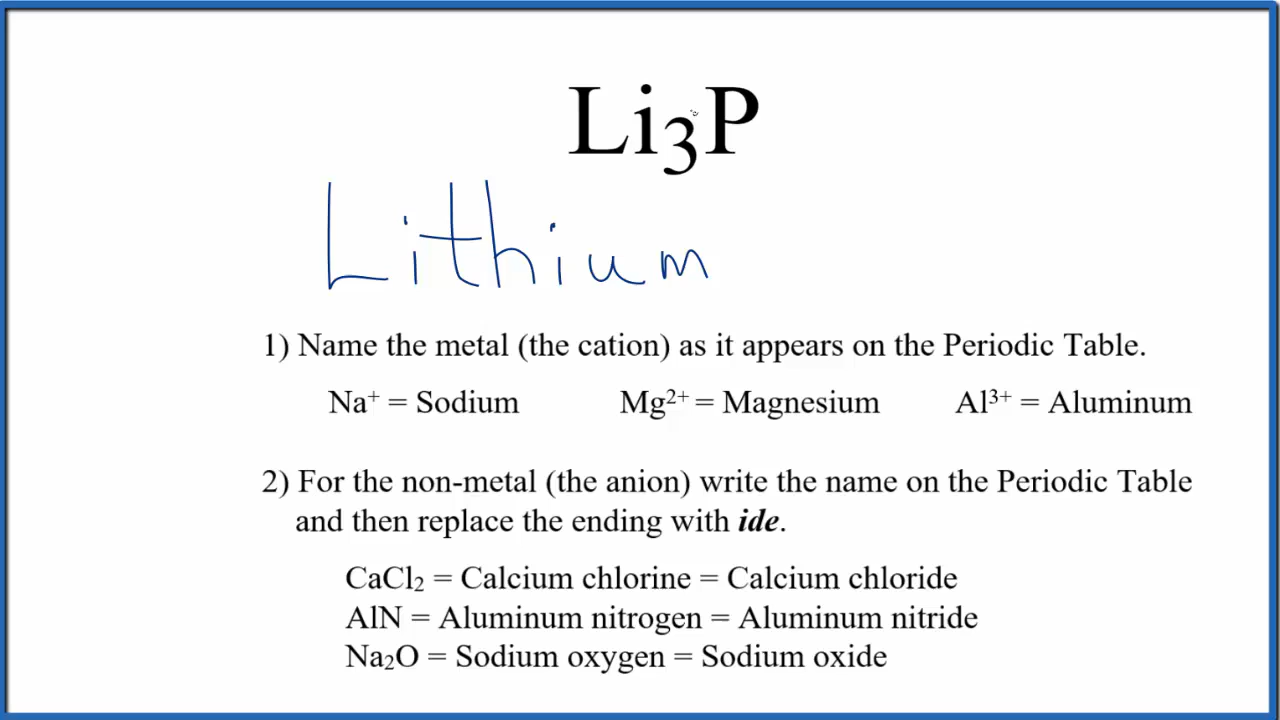 Li₃P
Lithium
1) Name the metal (the cation) as it appears on the Periodic Table.
Na⁺ = Sodium Mg²⁺ = Magnesium Al³⁺ = Aluminum
2) For the non-metal (the anion) write the name on the Periodic Table
and then replace the ending with ide.
CaCl₂ = Calcium chlorine = Calcium chloride
AlN = Aluminum nitrogen = Aluminum nitride
Na₂O = Sodium oxygen = Sodium oxide